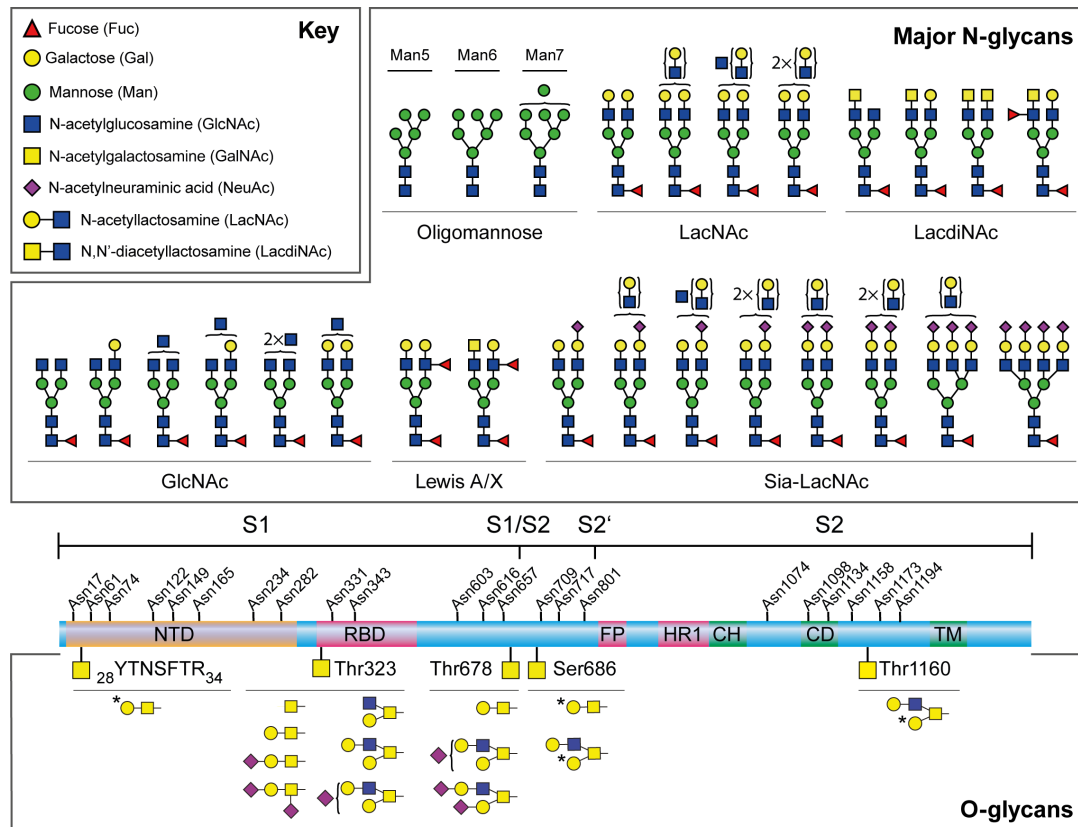 Key
Fucose (Fuc)
Galactose (Gal)
Mannose (Man)
N-acetylglucosamine (GlcNAc)
N-acetylgalactosamine (GalNAc)
N-acetylneuraminic acid (NeuAc)
N-acetyllactosamine (LacNAc)
N,N'-diacetyllactosamine (LacdiNAc)
Major N-glycans
Man5 Man6 Man7
2×
Oligomannose LacNAc LacdiNAc
2× 2×
2×
GlcNAc Lewis A/X Sia-LacNAc
S1 S1/S2 S2‘ S2
Asn17 Asn61 Asn74 Asn122 Asn149 Asn165 Asn234 Asn282 Asn331 Asn343 Asn603 Asn616 Asn657 Asn709 Asn717 Asn801 Asn1074 Asn1098 Asn1134 Asn1158 Asn1173 Asn1194
NTD RBD FP HR1 CH CD TM
28YTNSFTR34 Thr323 Thr678 Ser686 Thr1160
* *
*
*
O-glycans